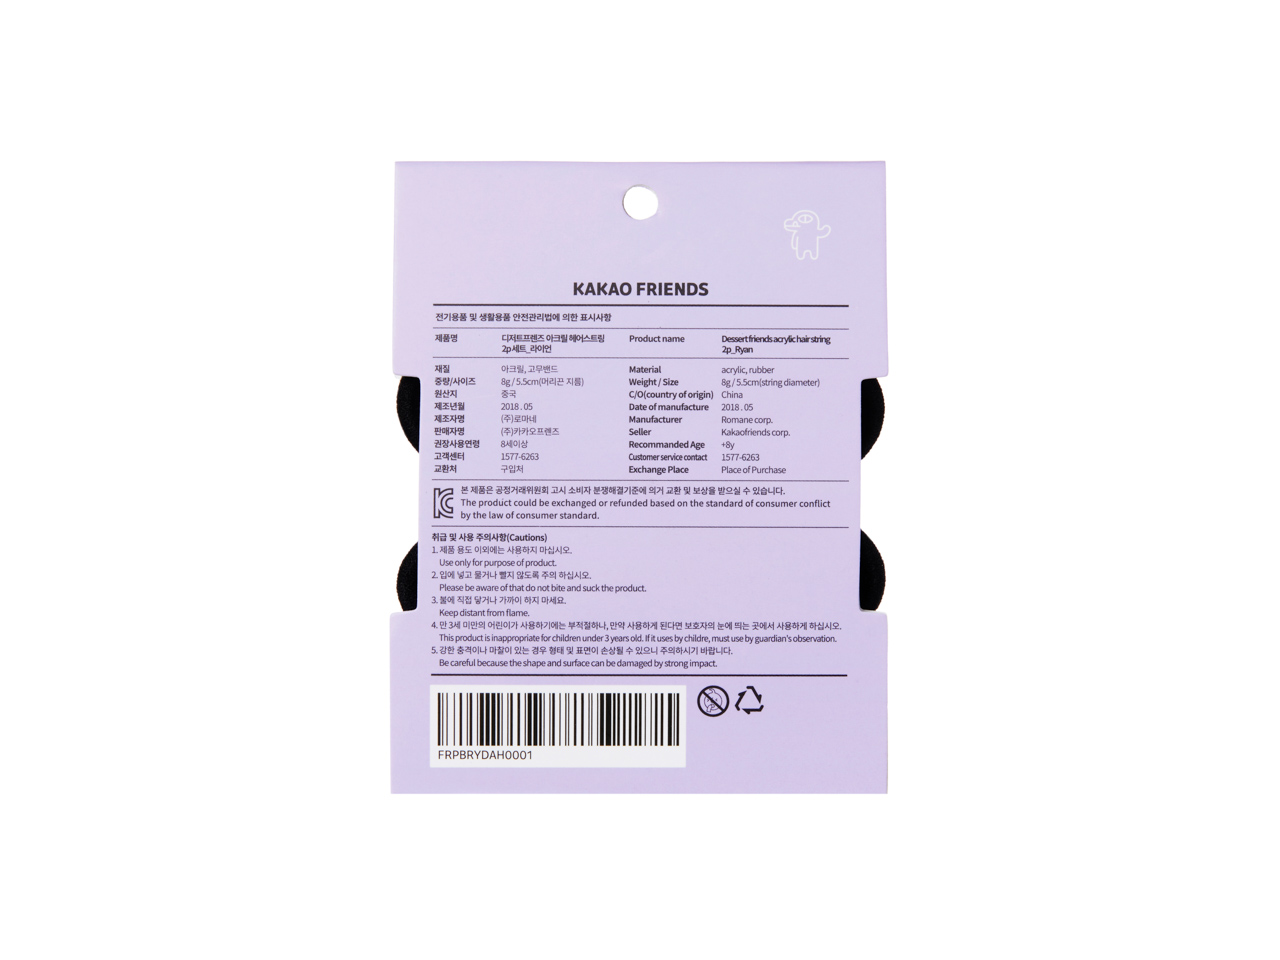 KAKAO FRIENDS
전기용품 및 생활용품 안전관리법에 의한 표시사항
제품명 디저트프렌즈 아크릴 헤어스트링 2p 세트_라이언
재질 아크릴, 고무밴드
중량/사이즈 8g / 5.5cm(머리끈 지름)
원산지 중국
제조년월 2018 . 05
제조자명 (주)로마네
판매자명 (주)카카오프렌즈
권장사용연령 8세이상
고객센터 1577-6263
교환처 구입처
Product name Dessert friends acrylic hair string 2p_Ryan
Material acrylic, rubber
Weight / Size 8g / 5.5cm(string diameter)
C/O(country of origin) China
Date of manufacture 2018 . 05
Manufacturer Romane corp.
Seller Kakaofriends corp.
Recommanded Age +8y
Customer service contact 1577-6263
Exchange Place Place of Purchase
본 제품은 공정거래위원회 고시 소비자 분쟁해결기준에 의거 교환 및 보상을 받으실 수 있습니다.
The product could be exchanged or refunded based on the standard of consumer conflict
by the law of consumer standard.
취급 및 사용 주의사항(Cautions)
1. 제품 용도 이외에는 사용하지 마십시오.
Use only for purpose of product.
2. 입에 넣고 물거나 빨지 않도록 주의 하십시오.
Please be aware of that do not bite and suck the product.
3. 불에 직접 닿거나 가까이 하지 마세요.
Keep distant from flame.
4. 만 3세 미만의 어린이가 사용하기에는 부적절하나, 만약 사용하게 된다면 보호자의 눈에 띄는 곳에서 사용하게 하십시오.
This product is inappropriate for children under 3 years old. If it uses by childre, must use by guardian's observation.
5. 강한 충격이나 마찰이 있는 경우 형태 및 표면이 손상될 수 있으니 주의하시기 바랍니다.
Be careful because the shape and surface can be damaged by strong impact.
FRPBRYDAH0001